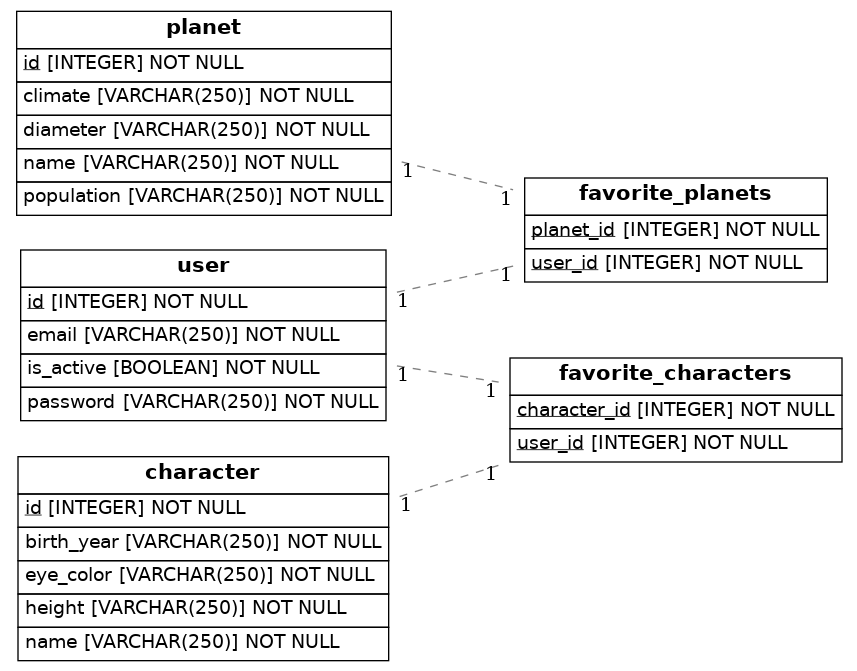 planet
id [INTEGER] NOT NULL
climate [VARCHAR(250)] NOT NULL
diameter [VARCHAR(250)] NOT NULL
name [VARCHAR(250)] NOT NULL
population [VARCHAR(250)] NOT NULL
1
1
favorite_planets
planet_id [INTEGER] NOT NULL
user_id [INTEGER] NOT NULL
user
id [INTEGER] NOT NULL
email [VARCHAR(250)] NOT NULL
is_active [BOOLEAN] NOT NULL
password [VARCHAR(250)] NOT NULL
1
1
1
1
favorite_characters
character_id [INTEGER] NOT NULL
user_id [INTEGER] NOT NULL
character
id [INTEGER] NOT NULL
birth_year [VARCHAR(250)] NOT NULL
eye_color [VARCHAR(250)] NOT NULL
height [VARCHAR(250)] NOT NULL
name [VARCHAR(250)] NOT NULL
1
1